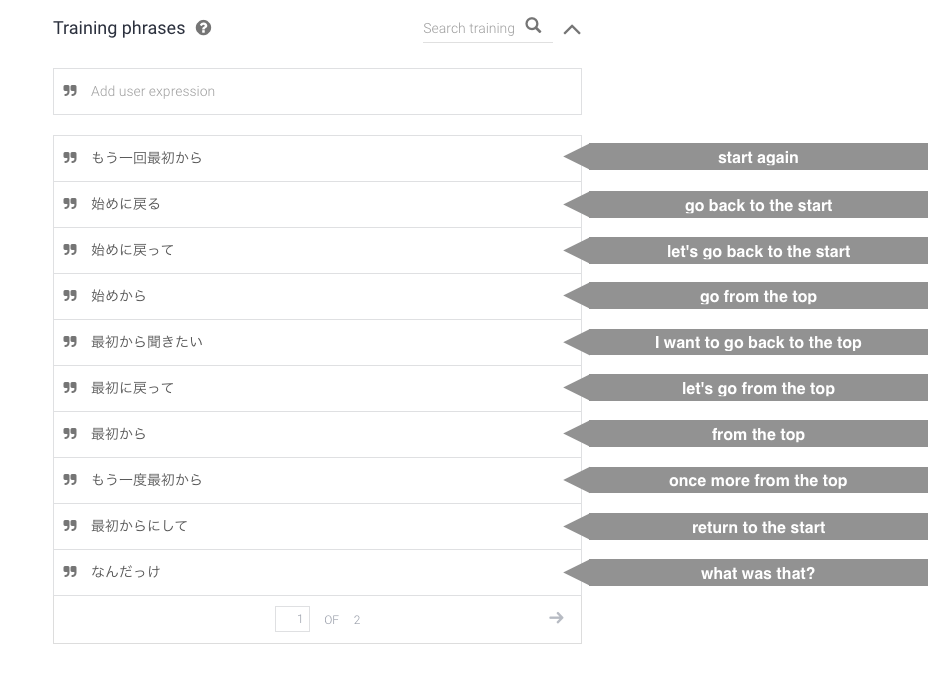 Training phrases
Search training
Add user expression
もう一回最初から
start again
始めに戻る
go back to the start
始めに戻って
let's go back to the start
始めから
go from the top
最初から聞きたい
I want to go back to the top
最初に戻って
let's go from the top
最初から
from the top
もう一度最初から
once more from the top
最初からにして
return to the start
なんだっけ
what was that?
1 OF 2